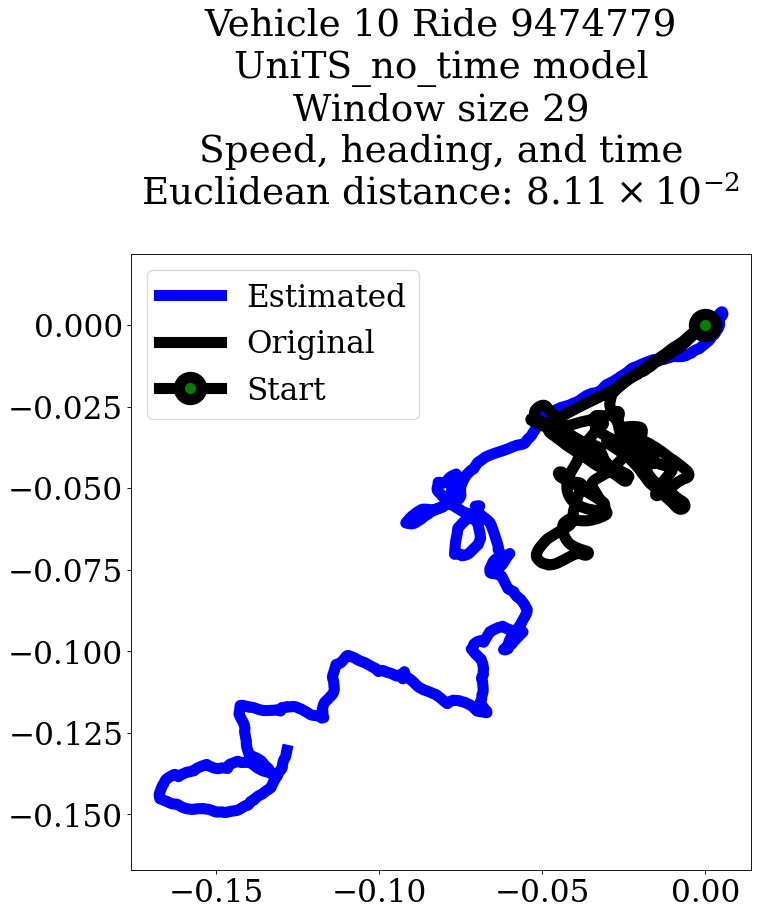 Vehicle 10 Ride 9474779
UniTS_no_time model
Window size 29
Speed, heading, and time
Euclidean distance: 8.11 × 10⁻²
Estimated
Original
Start
0.000
−0.025
−0.050
−0.075
−0.100
−0.125
−0.150
−0.15 −0.10 −0.05 0.00